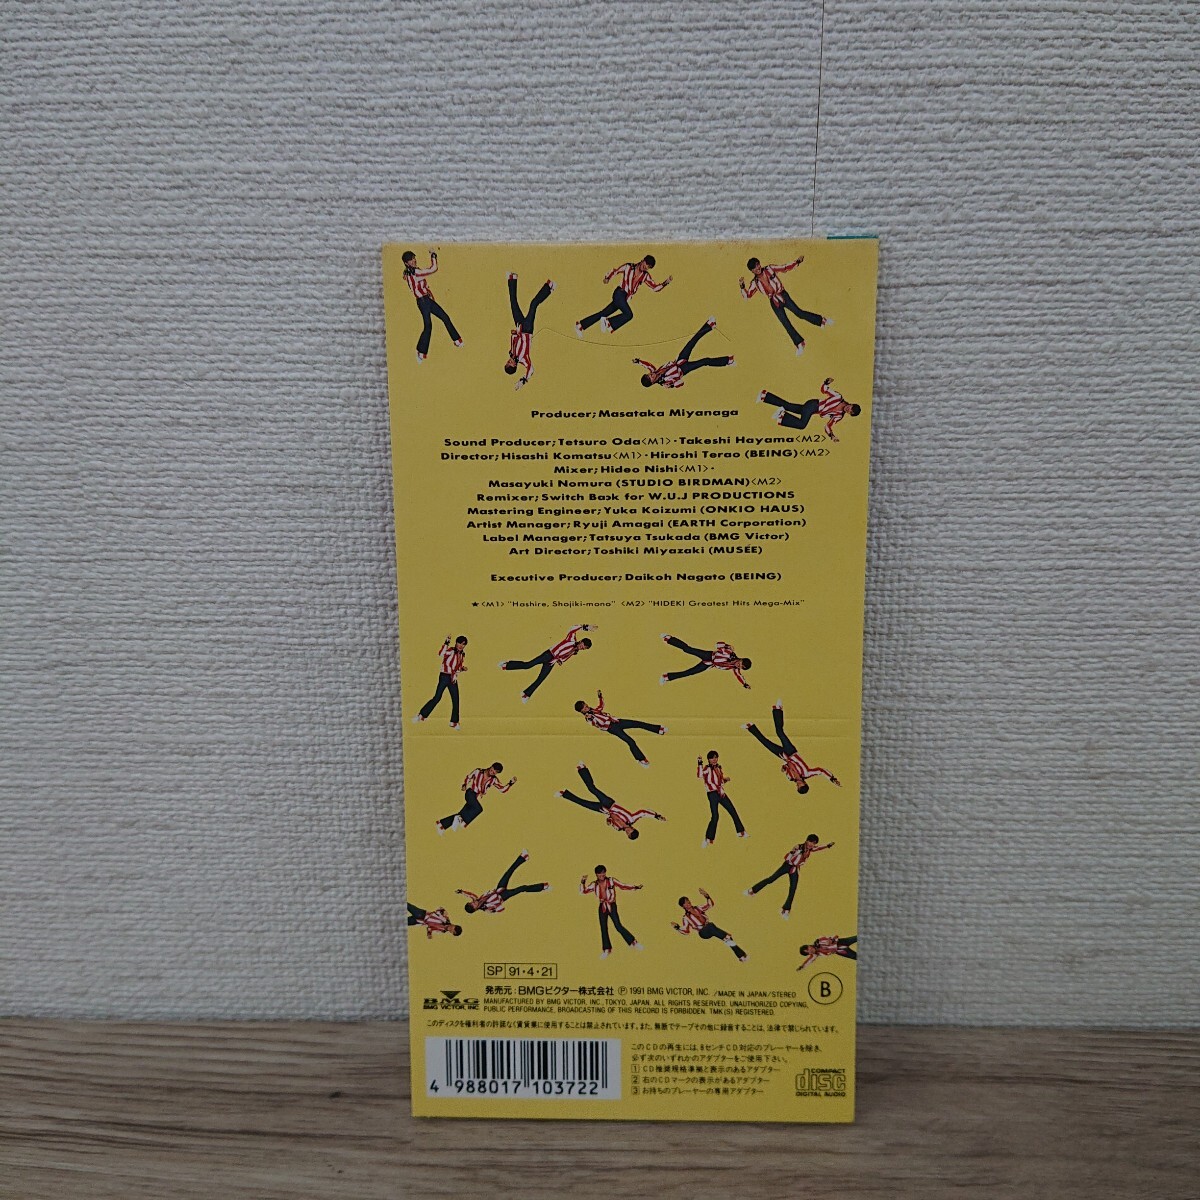 Producer; Masataka Miyanaga
Sound Producer; Tetsuro Oda〈M1〉・Takeshi Hayama〈M2〉
Director; Hisashi Komatsu〈M1〉・Hiroshi Terao (BEING)〈M2〉
Mixer; Hideo Nishi〈M1〉・
Masayuki Nomura (STUDIO BIRDMAN)〈M2〉
Remixer; Switch Back for W.U.J PRODUCTIONS
Mastering Engineer; Yuka Koizumi (ONKIO HAUS)
Artist Manager; Ryuji Amagai (EARTH Corporation)
Label Manager; Tatsuya Tsukada (BMG Victor)
Art Director; Toshiki Miyazaki (MUSÉE)
Executive Producer; Daikoh Nagato (BEING)
★〈M1〉"Hashire, Shojiki-mono" 〈M2〉"HIDEKI Greatest Hits Mega-Mix"
SP 91・4・21
発売元:BMGビクター株式会社 Ⓟ 1991 BMG VICTOR, INC. /MADE IN JAPAN/STEREO
MANUFACTURED BY BMG VICTOR, INC., TOKYO, JAPAN. ALL RIGHTS RESERVED. UNAUTHORIZED COPYING,
PUBLIC PERFORMANCE, BROADCASTING OF THIS RECORD IS FORBIDDEN. TMK(S) REGISTERED.
BMG
BMG VICTOR, INC.
B
このディスクを権利者の許諾なく賃貸業に使用することは禁止されています。また、無断でテープその他に録音することは、法律で禁じられています。
このCDの再生には、8センチCD対応のプレーヤーを除き、
必ず次のいずれかのアダプターをご使用下さい。
1 CD推奨規格準拠と表示のあるアダプター
2 右のCDマークの表示があるアダプター
3 お持ちのプレーヤーの専用アダプター
COMPACT
disc
DIGITAL AUDIO
4 988017 103722